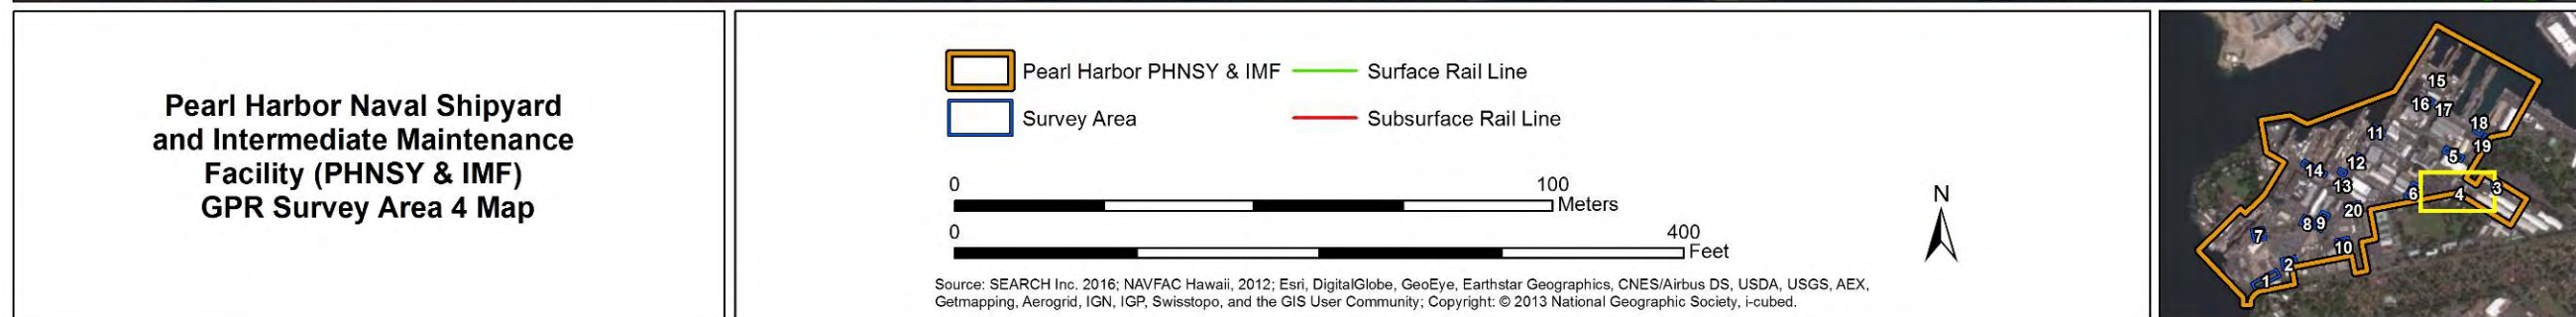 Pearl Harbor Naval Shipyard
and Intermediate Maintenance
Facility (PHNSY & IMF)
GPR Survey Area 4 Map
Pearl Harbor PHNSY & IMF
Surface Rail Line
Survey Area
Subsurface Rail Line
0 100
Meters
0 400
Feet
N
Source: SEARCH Inc. 2016; NAVFAC Hawaii, 2012; Esri, DigitalGlobe, GeoEye, Earthstar Geographics, CNES/Airbus DS, USDA, USGS, AEX,
Getmapping, Aerogrid, IGN, IGP, Swisstopo, and the GIS User Community; Copyright: © 2013 National Geographic Society, i-cubed.
15
16 17
18
11
19
5
12
14
13
3
6 4
20
8 9
7
10
2
1